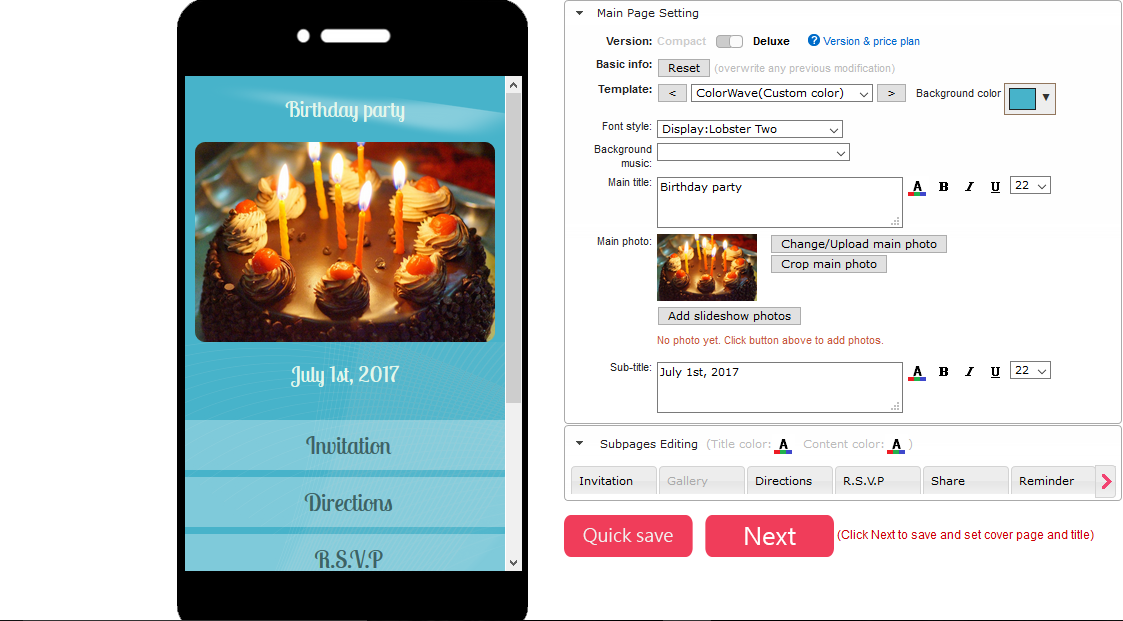 Birthday party
July 1st, 2017
Invitation
Directions
R.S.V.P
Main Page Setting
Version: Compact Deluxe ? Version & price plan
Basic info: Reset (overwrite any previous modification)
Template: < ColorWave(Custom color) > Background color
Font style: Display:Lobster Two
Background
music:
Main title: Birthday party A B I U 22
Main photo: Change/Upload main photo
Crop main photo
Add slideshow photos
No photo yet. Click button above to add photos.
Sub-title: July 1st, 2017 A B I U 22
Subpages Editing (Title color: A Content color: A )
Invitation Gallery Directions R.S.V.P Share Reminder
Quick save Next (Click Next to save and set cover page and title)